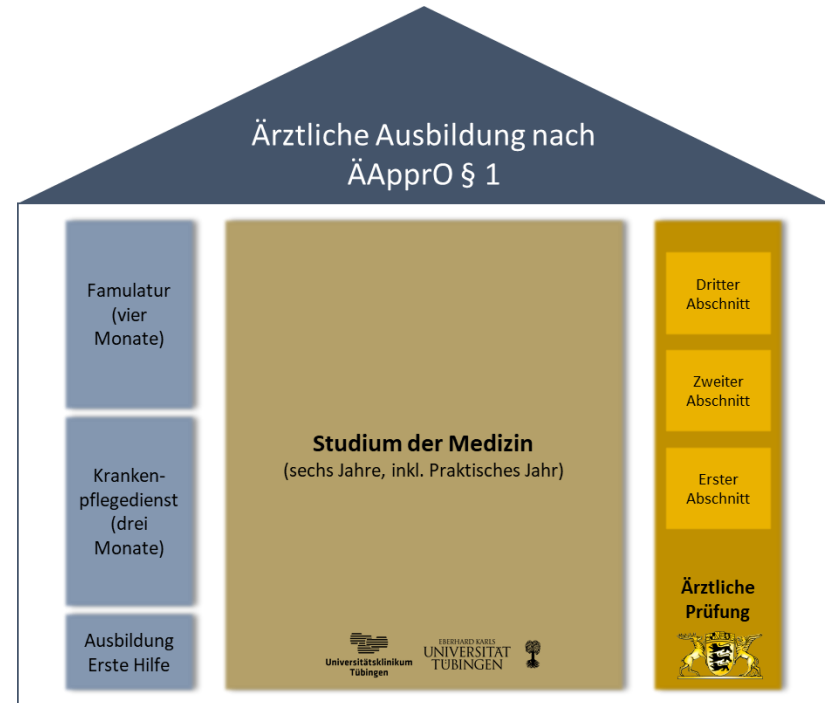 Ärztliche Ausbildung nach
ÄApprO § 1
Famulatur
(vier
Monate)
Kranken-
pflegedienst
(drei
Monate)
Ausbildung
Erste Hilfe
Studium der Medizin
(sechs Jahre, inkl. Praktisches Jahr)
Universitätsklinikum
Tübingen
EBERHARD KARLS
UNIVERSITÄT
TÜBINGEN
Dritter
Abschnitt
Zweiter
Abschnitt
Erster
Abschnitt
Ärztliche
Prüfung